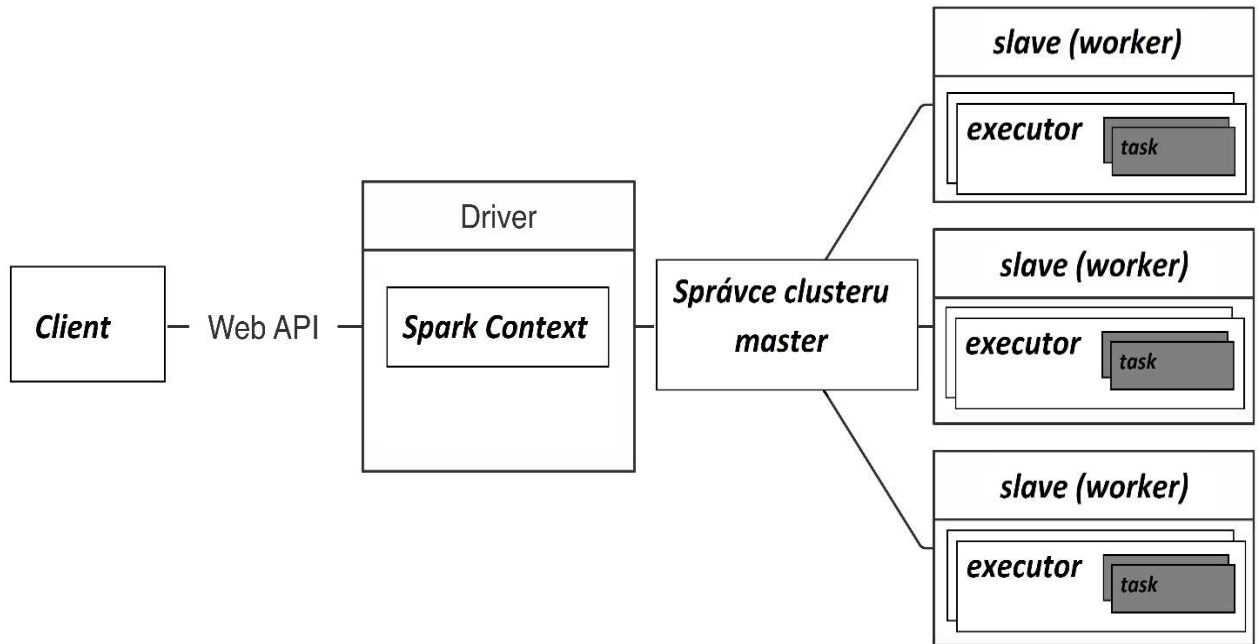 Client
Web API
Driver
Spark Context
Správce clusteru
master
slave (worker)
executor
task
slave (worker)
executor
task
slave (worker)
executor
task